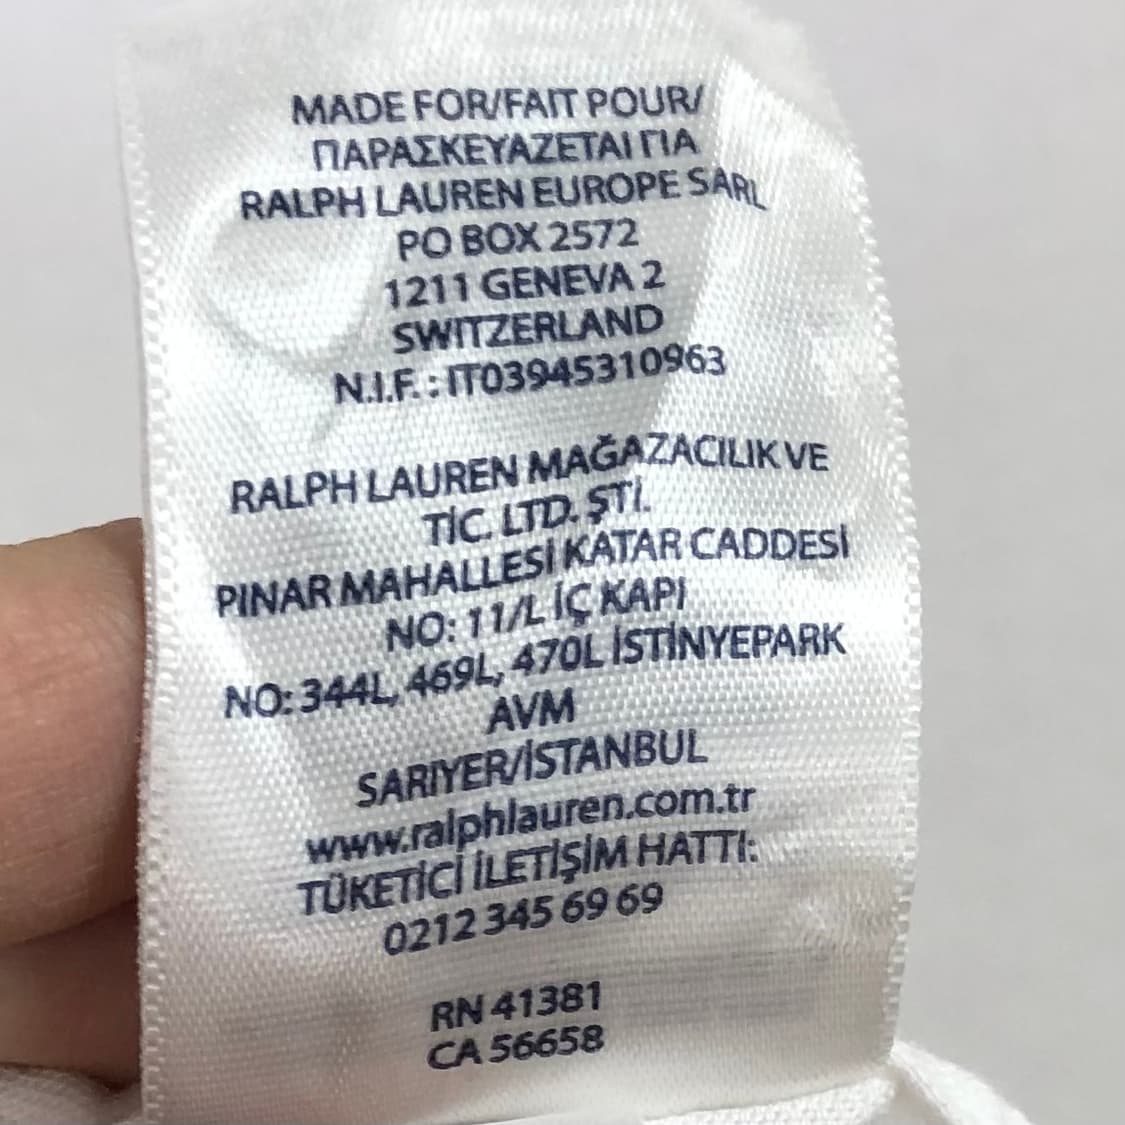 MADE FOR/FAIT POUR/
ΠΑΡΑΣΚΕΥΑΖΕΤΑΙ ΓΙΑ
RALPH LAUREN EUROPE SARL
PO BOX 2572
1211 GENEVA 2
SWITZERLAND
N.I.F. : IT03945310963
RALPH LAUREN MAĞAZACILIK VE
TİC. LTD. ŞTİ.
PINAR MAHALLESİ KATAR CADDESİ
NO: 11/L İÇ KAPI
NO: 344L, 469L, 470L İSTİNYEPARK
AVM
SARIYER/İSTANBUL
www.ralphlauren.com.tr
TÜKETİCİ İLETİŞİM HATTI:
0212 345 69 69
RN 41381
CA 56658